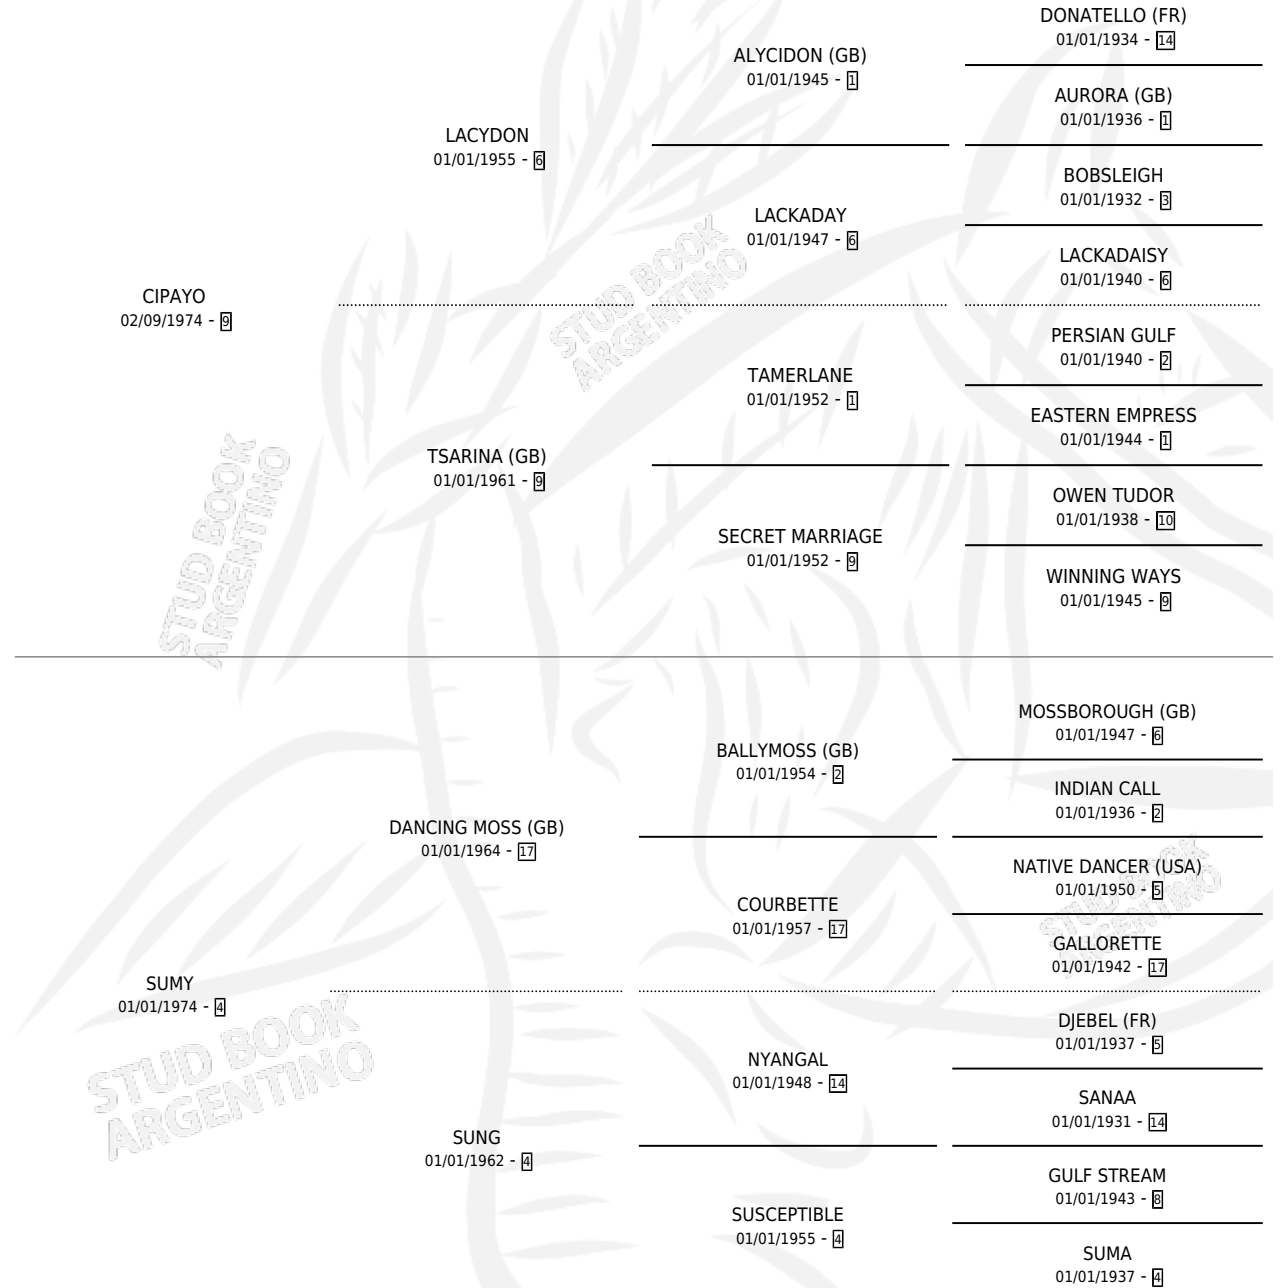 CIPAYO
02/09/1974 - 9
LACYDON
01/01/1955 - 6
ALYCIDON (GB)
01/01/1945 - 1
DONATELLO (FR)
01/01/1934 - 14
AURORA (GB)
01/01/1936 - 1
LACKADAY
01/01/1947 - 6
BOBSLEIGH
01/01/1932 - 3
LACKADAISY
01/01/1940 - 6
TSARINA (GB)
01/01/1961 - 9
TAMERLANE
01/01/1952 - 1
PERSIAN GULF
01/01/1940 - 2
EASTERN EMPRESS
01/01/1944 - 1
SECRET MARRIAGE
01/01/1952 - 9
OWEN TUDOR
01/01/1938 - 10
WINNING WAYS
01/01/1945 - 9
SUMY
01/01/1974 - 4
DANCING MOSS (GB)
01/01/1964 - 17
BALLYMOSS (GB)
01/01/1954 - 2
MOSSBOROUGH (GB)
01/01/1947 - 6
INDIAN CALL
01/01/1936 - 2
COURBETTE
01/01/1957 - 17
NATIVE DANCER (USA)
01/01/1950 - 5
GALLORETTE
01/01/1942 - 17
SUNG
01/01/1962 - 4
NYANGAL
01/01/1948 - 14
DJEBEL (FR)
01/01/1937 - 5
SANAA
01/01/1931 - 14
SUSCEPTIBLE
01/01/1955 - 4
GULF STREAM
01/01/1943 - 8
SUMA
01/01/1937 - 4
STUD BOOK
ARGENTINO
STUD BOOK
ARGENTINO
STUD BOOK
ARGENTINO
STUD BOOK
ARGENTINO